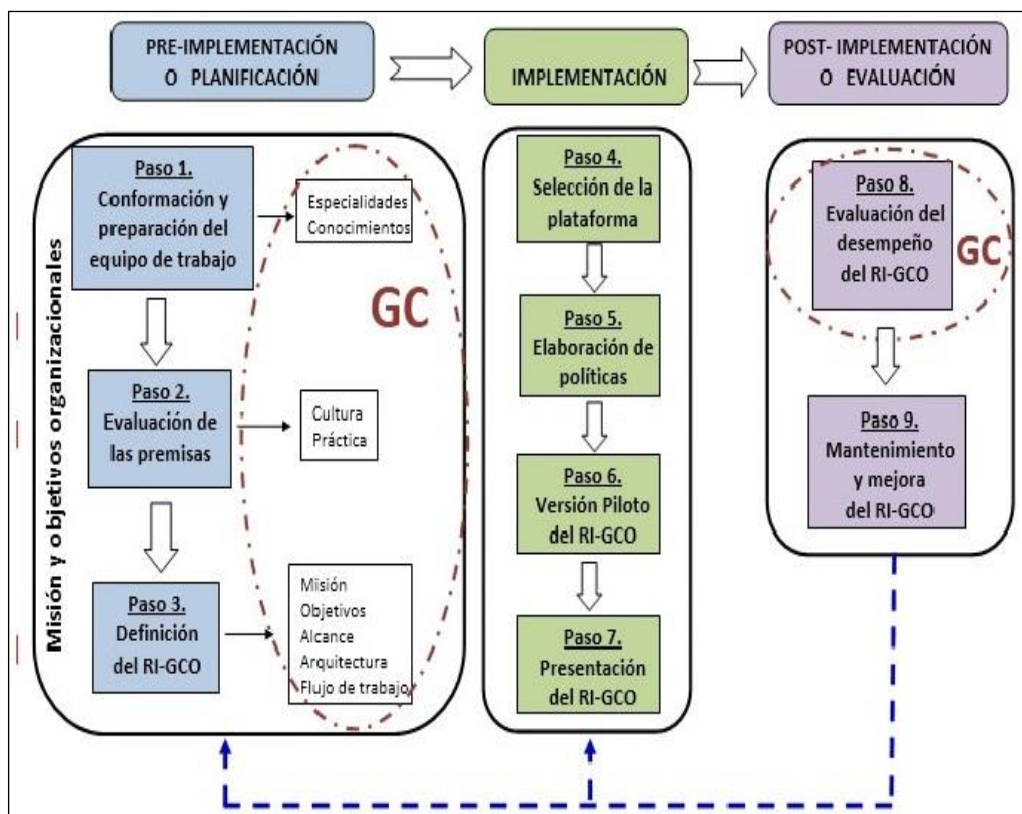 PRE-IMPLEMENTACIÓN
O PLANIFICACIÓN
IMPLEMENTACIÓN
POST- IMPLEMENTACIÓN
O EVALUACIÓN
Misión y objetivos organizacionales
Paso 1.
Conformación y
preparación del
equipo de trabajo
Especialidades
Conocimientos
GC
Paso 2.
Evaluación de
las premisas
Cultura
Práctica
Paso 3.
Definición
del RI-GCO
Miisión
Objetivos
Alcance
Arquitectura
Flujo de trabajo
Paso 4.
Selección de la
plataforma
Paso 5.
Elaboración de
políticas
Paso 6.
Versión Piloto
del RI-GCO
Paso 7.
Presentación
del RI-GCO
Paso 8.
Evaluación del
desempeño
del RI-GCO
GC
Paso 9.
Mantenimiento
y mejora
del RI-GCO